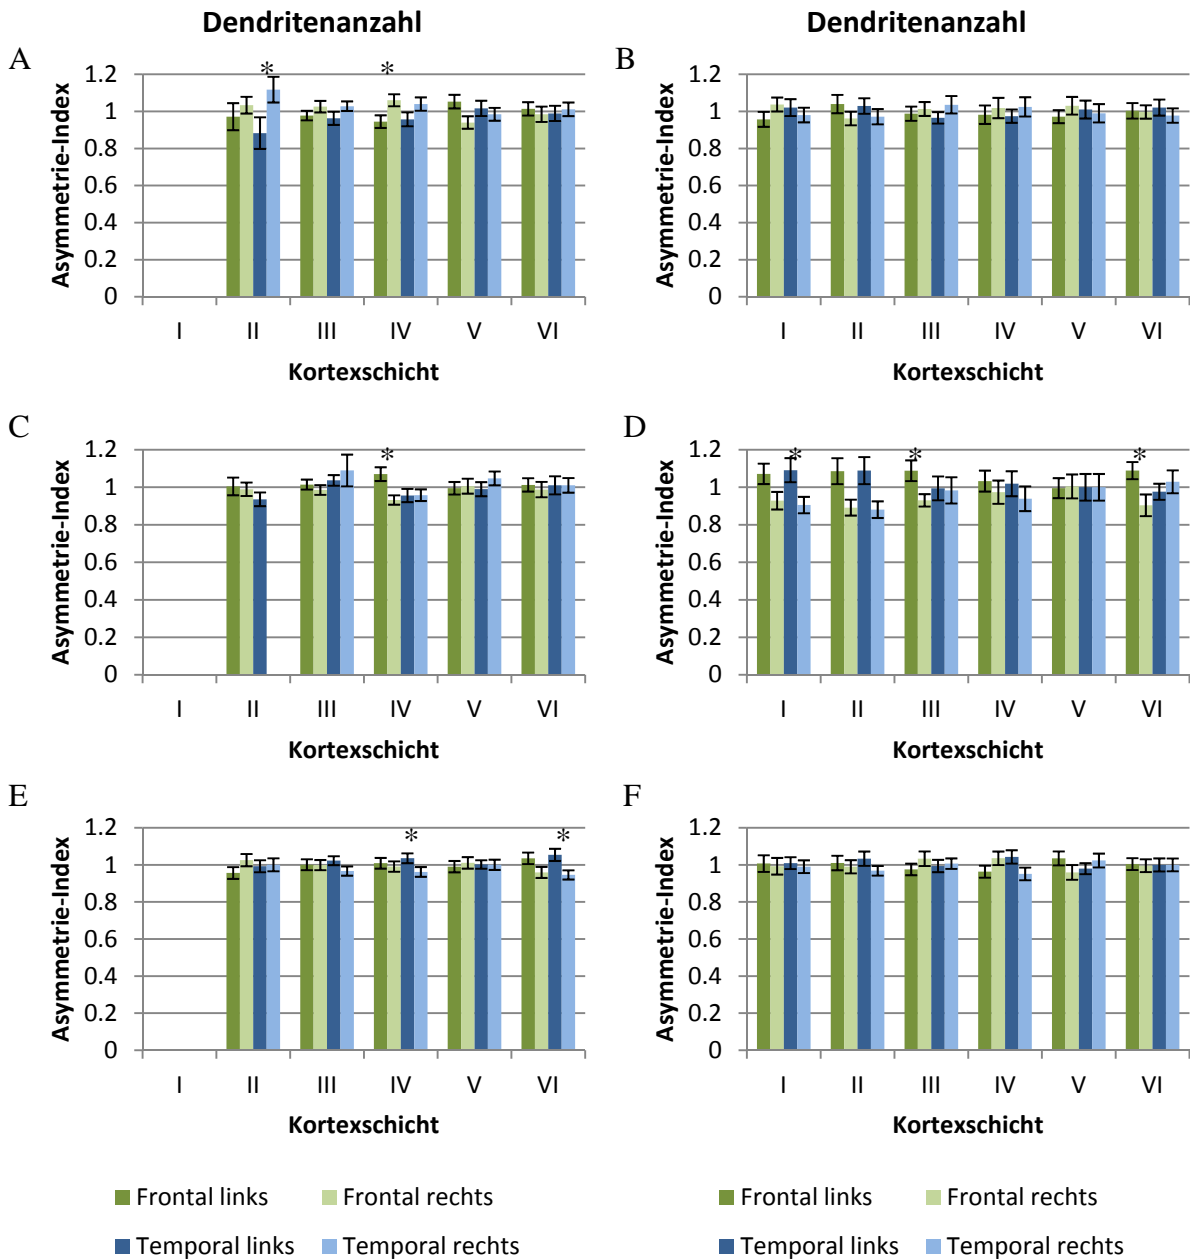 Dendritenanzahl
Dendritenanzahl
A
Asymmetrie-Index
1.2
1
0.8
0.6
0.4
0.2
0
*
*
I II III IV V VI
Kortexschicht
B
Asymmetrie-Index
1.2
1
0.8
0.6
0.4
0.2
0
I II III IV V VI
Kortexschicht
C
Asymmetrie-Index
1.2
1
0.8
0.6
0.4
0.2
0
*
I II III IV V VI
Kortexschicht
D
Asymmetrie-Index
1.2
1
0.8
0.6
0.4
0.2
0
*
*
*
I II III IV V VI
Kortexschicht
E
Asymmetrie-Index
1.2
1
0.8
0.6
0.4
0.2
0
*
*
I II III IV V VI
Kortexschicht
F
Asymmetrie-Index
1.2
1
0.8
0.6
0.4
0.2
0
I II III IV V VI
Kortexschicht
Frontal links Frontal rechts
Temporal links Temporal rechts
Frontal links Frontal rechts
Temporal links Temporal rechts